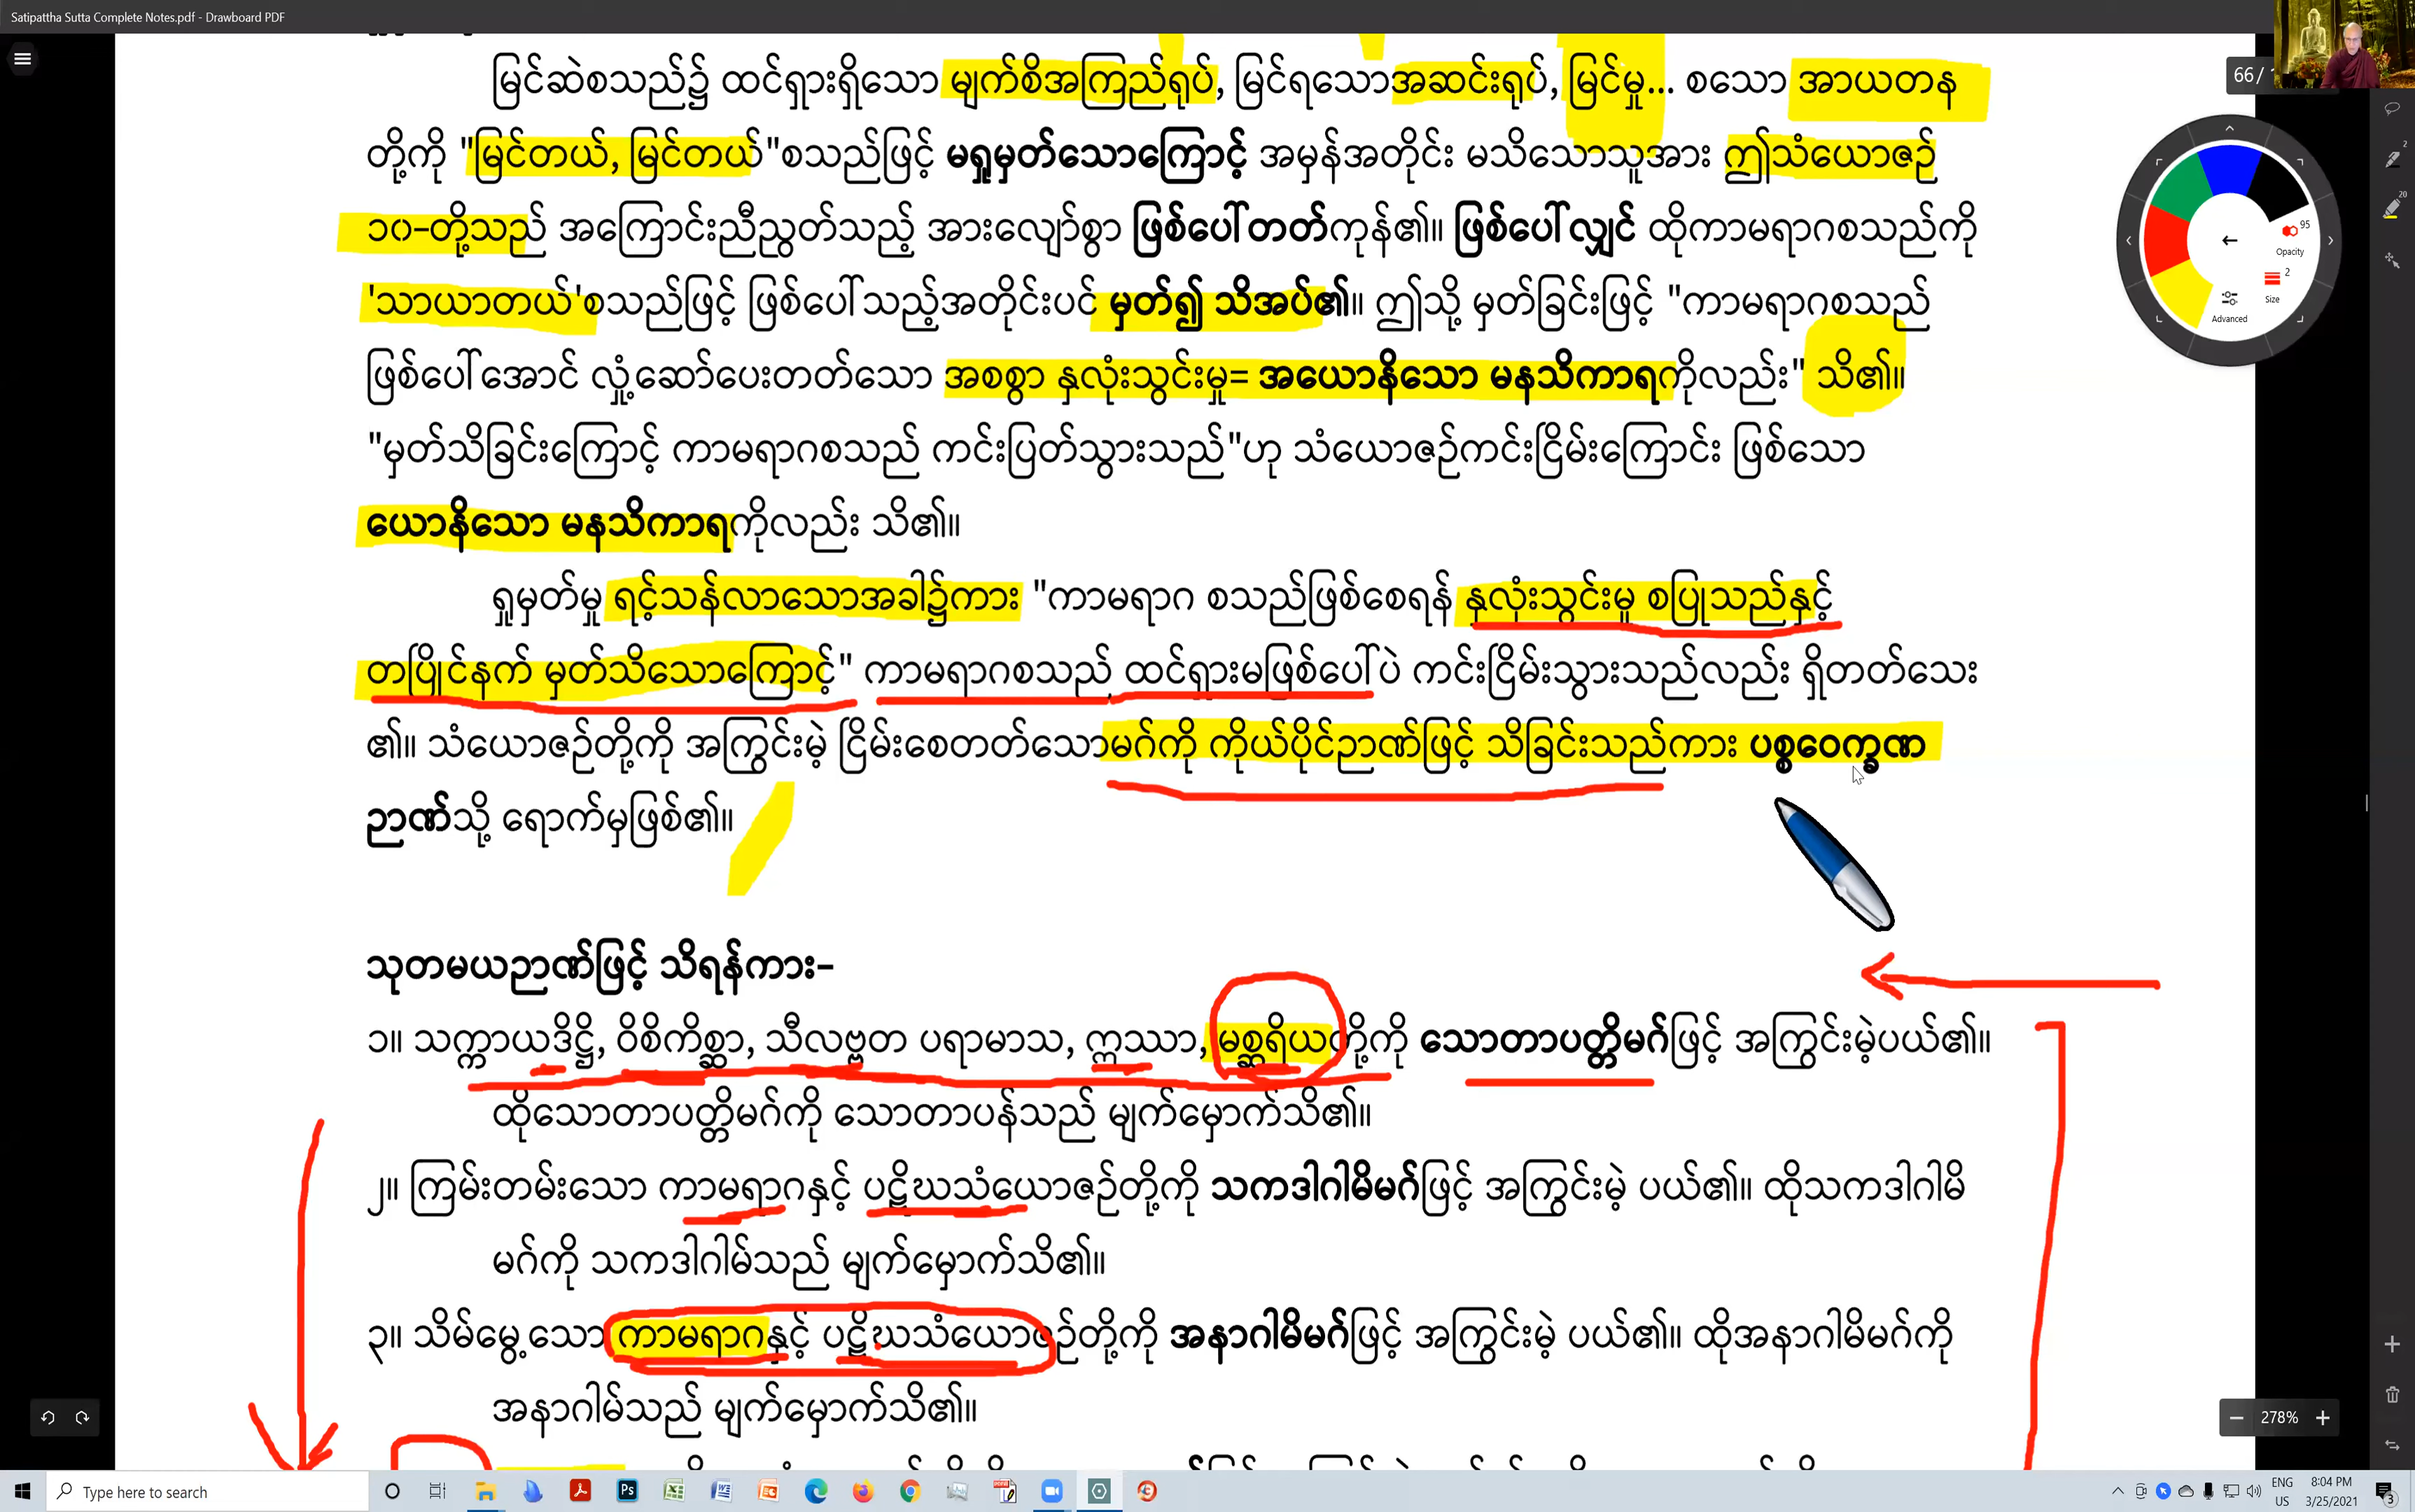 Satipattha Sutta Complete Notes.pdf - Drawboard PDF
66 /
မြင်ဆဲစသည်၌ ထင်ရှားရှိသော မျက်စိအကြည်ရုပ်, မြင်ရသောအဆင်းရုပ်, မြင်မှု... စသော အာယတန
တို့ကို "မြင်တယ်, မြင်တယ်"စသည်ဖြင့် မရှုမှတ်သောကြောင့် အမှန်အတိုင်း မသိသောသူအား ဤသံယောဇဉ်
၁၀-တို့သည် အကြောင်းညီညွတ်သည့် အားလျော်စွာ ဖြစ်ပေါ်တတ်ကုန်၏။ ဖြစ်ပေါ်လျှင် ထိုကာမရာဂစသည်ကို
'သာယာတယ်'စသည်ဖြင့် ဖြစ်ပေါ်သည့်အတိုင်းပင် မှတ်၍ သိအပ်၏။ ဤသို့ မှတ်ခြင်းဖြင့် "ကာမရာဂစသည်
ဖြစ်ပေါ်အောင် လှုံ့ဆော်ပေးတတ်သော အစစွာ နှလုံးသွင်းမှု= အယောနိသော မနသိကာရကိုလည်း" သိ၏။
"မှတ်သိခြင်းကြောင့် ကာမရာဂစသည် ကင်းပြတ်သွားသည်"ဟု သံယောဇဉ်ကင်းငြိမ်းကြောင်း ဖြစ်သော
ယောနိသော မနသိကာရကိုလည်း သိ၏။
ရှုမှတ်မှု ရင့်သန်လာသောအခါ၌ကား "ကာမရာဂ စသည်ဖြစ်စေရန် နှလုံးသွင်းမှု စပြုသည်နှင့်
တပြိုင်နက် မှတ်သိသောကြောင့်" ကာမရာဂစသည် ထင်ရှားမဖြစ်ပေါ်ပဲ ကင်းငြိမ်းသွားသည်လည်း ရှိတတ်သေး
၏။ သံယောဇဉ်တို့ကို အကြွင်းမဲ့ ငြိမ်းစေတတ်သောမဂ်ကို ကိုယ်ပိုင်ဉာဏ်ဖြင့် သိခြင်းသည်ကား ပစ္စဝေက္ခဏ
ဉာဏ်သို့ ရောက်မှဖြစ်၏။
သုတမယဉာဏ်ဖြင့် သိရန်ကား-
၁။ သက္ကာယဒိဋ္ဌိ, ဝိစိကိစ္ဆာ, သီလဗ္ဗတ ပရာမာသ, ဣဿာ, မစ္ဆရိယတို့ကို သောတာပတ္တိမဂ်ဖြင့် အကြွင်းမဲ့ပယ်၏။
ထိုသောတာပတ္တိမဂ်ကို သောတာပန်သည် မျက်မှောက်သိ၏။
၂။ ကြမ်းတမ်းသော ကာမရာဂနှင့် ပဋိဃသံယောဇဉ်တို့ကို သကဒါဂါမိမဂ်ဖြင့် အကြွင်းမဲ့ ပယ်၏။ ထိုသကဒါဂါမိ
မဂ်ကို သကဒါဂါမ်သည် မျက်မှောက်သိ၏။
၃။ သိမ်မွေ့သော ကာမရာဂနှင့် ပဋိဃသံယောဇဉ်တို့ကို အနာဂါမိမဂ်ဖြင့် အကြွင်းမဲ့ ပယ်၏။ ထိုအနာဂါမိမဂ်ကို
အနာဂါမ်သည် မျက်မှောက်သိ၏။
95
Opacity
2
Size
Advanced
2
20
278%
Type here to search
ENG
US
8:04 PM
3/25/2021
3